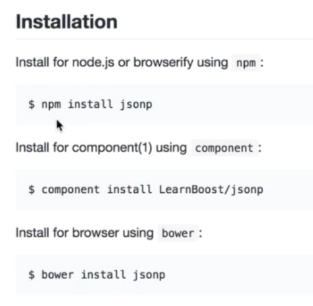 Installation
Install for node.js or browserify using npm :
$ npm install jsonp
Install for component(1) using component :
$ component install LearnBoost/jsonp
Install for browser using bower :
$ bower install jsonp